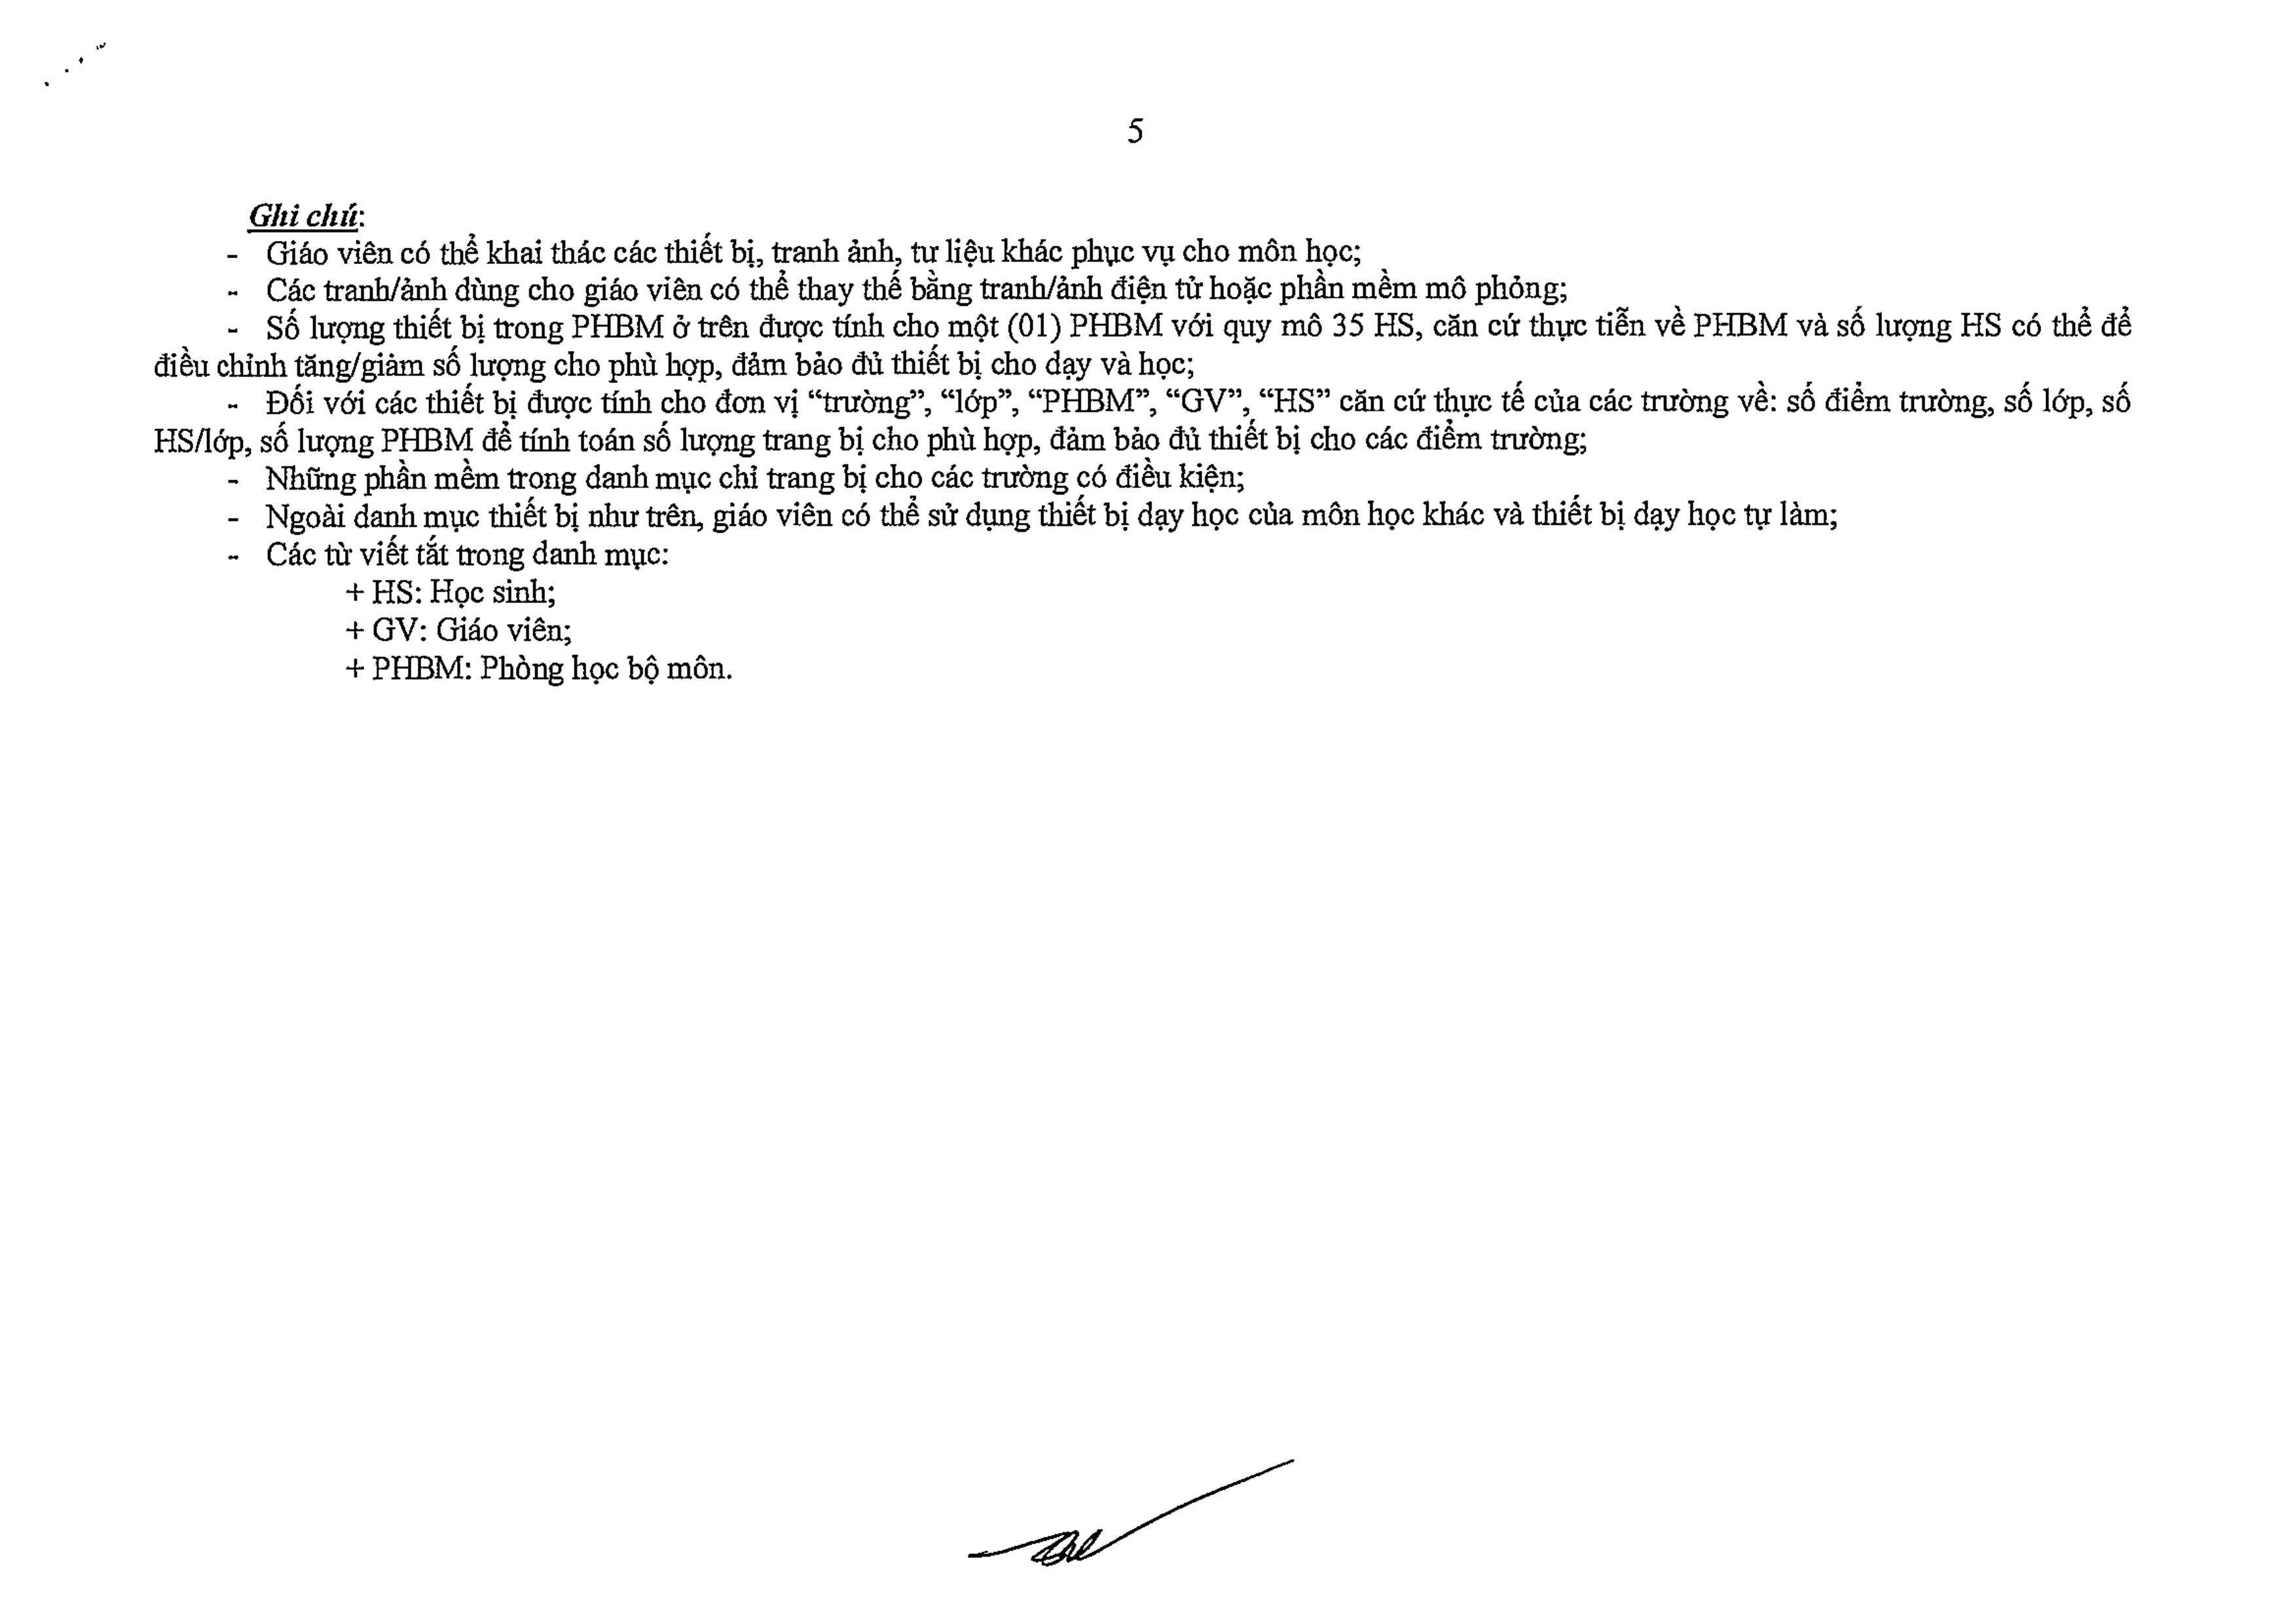 5
Ghi chú:
- Giáo viên có thể khai thác các thiết bị, tranh ảnh, tư liệu khác phục vụ cho môn học;
- Các tranh/ảnh dùng cho giáo viên có thể thay thế bằng tranh/ảnh điện tử hoặc phần mềm mô phỏng;
- Số lượng thiết bị trong PHBM ở trên được tính cho một (01) PHBM với quy mô 35 HS, căn cứ thực tiễn về PHBM và số lượng HS có thể để
điều chỉnh tăng/giảm số lượng cho phù hợp, đảm bảo đủ thiết bị cho dạy và học;
- Đối với các thiết bị được tính cho đơn vị “trường”, “lớp”, “PHBM”, “GV”, “HS” căn cứ thực tế của các trường về: số điểm trường, số lớp, số
HS/lớp, số lượng PHBM để tính toán số lượng trang bị cho phù hợp, đảm bảo đủ thiết bị cho các điểm trường;
- Những phần mềm trong danh mục chỉ trang bị cho các trường có điều kiện;
- Ngoài danh mục thiết bị như trên, giáo viên có thể sử dụng thiết bị dạy học của môn học khác và thiết bị dạy học tự làm;
- Các từ viết tắt trong danh mục:
+ HS: Học sinh;
+ GV: Giáo viên;
+ PHBM: Phòng học bộ môn.